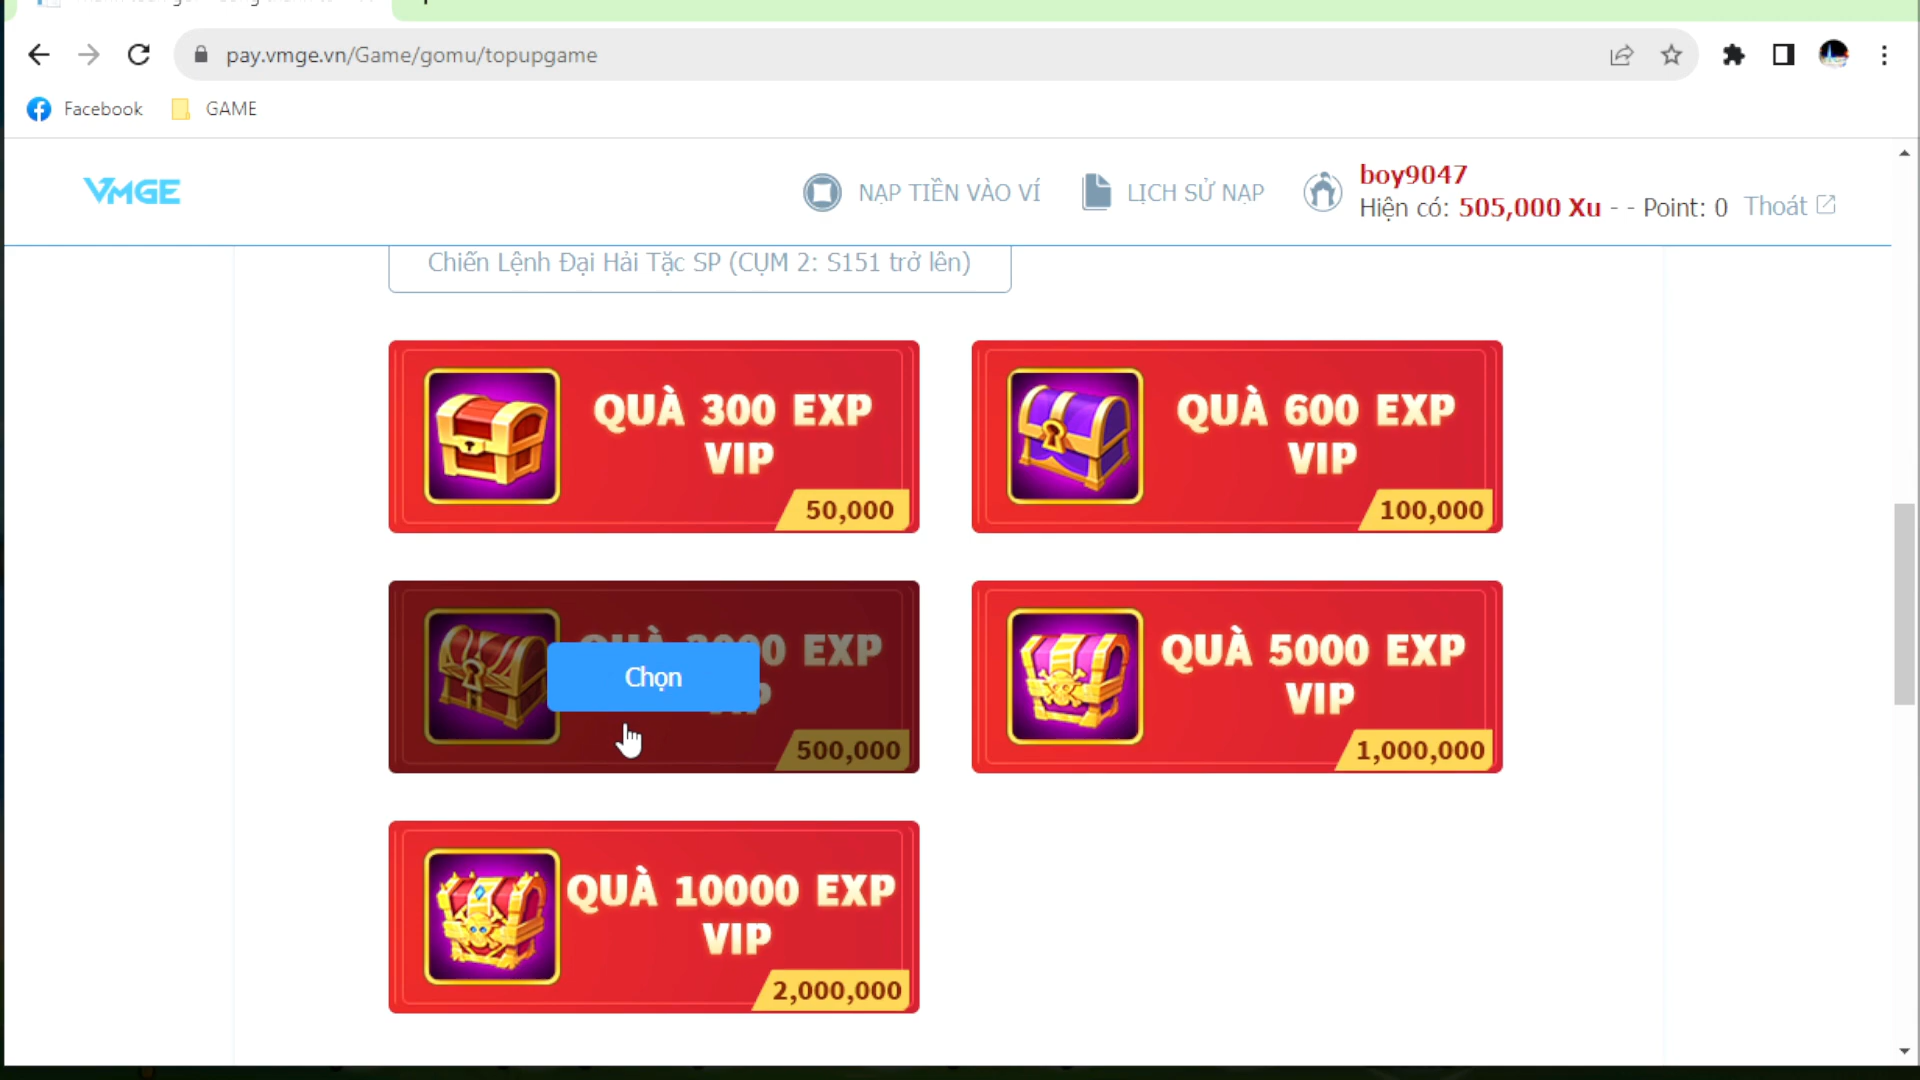 pay.vmge.vn/Game/gomu/topupgame
Facebook
GAME
VMGE
NẠP TIỀN VÀO VÍ
LỊCH SỬ NẠP
boy9047
Hiện có: 505,000 Xu - - Point: 0
Thoát
Chiến Lệnh Đại Hải Tặc SP (CỤM 2: S151 trở lên)
QUÀ 300 EXP
VIP
50,000
QUÀ 600 EXP
VIP
100,000
EXP
Chọn
500,000
QUÀ 5000 EXP
VIP
1,000,000
QUÀ 10000 EXP
VIP
2,000,000